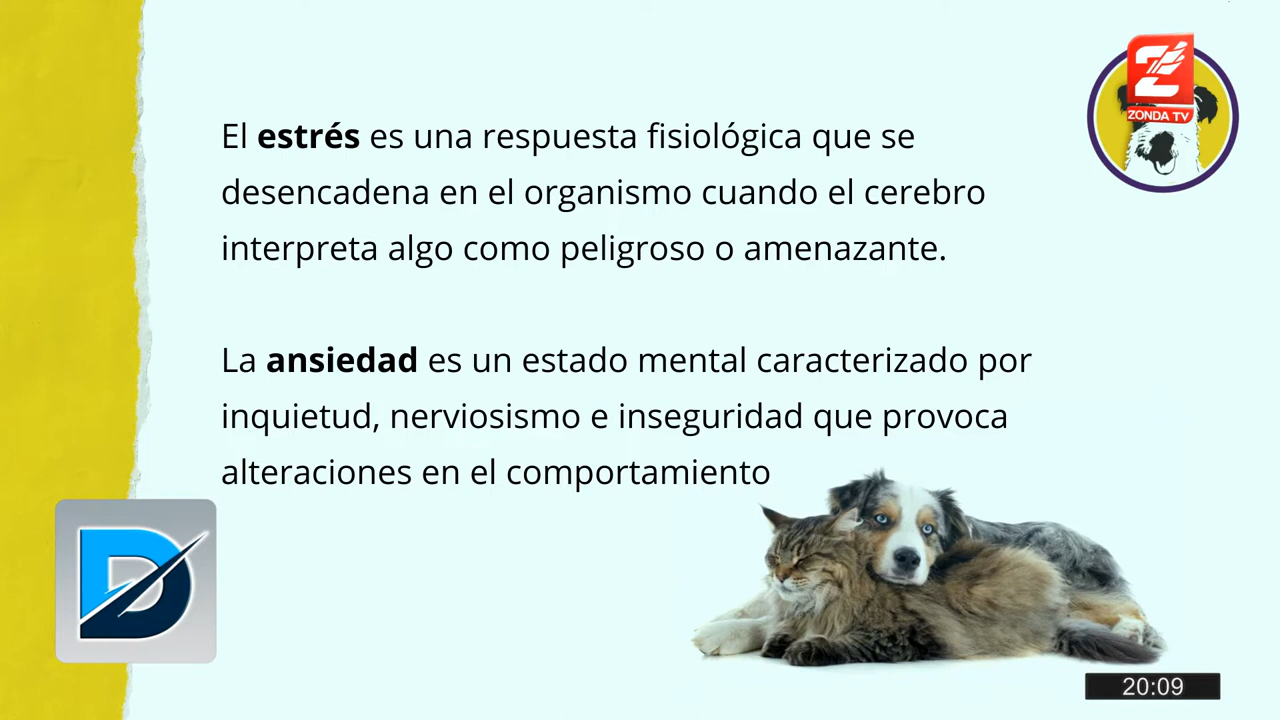 El estrés es una respuesta fisiológica que se
desencadena en el organismo cuando el cerebro
interpreta algo como peligroso o amenazante.
La ansiedad es un estado mental caracterizado por
inquietud, nerviosismo e inseguridad que provoca
alteraciones en el comportamiento
Z
ZONDA TV
D
20:09